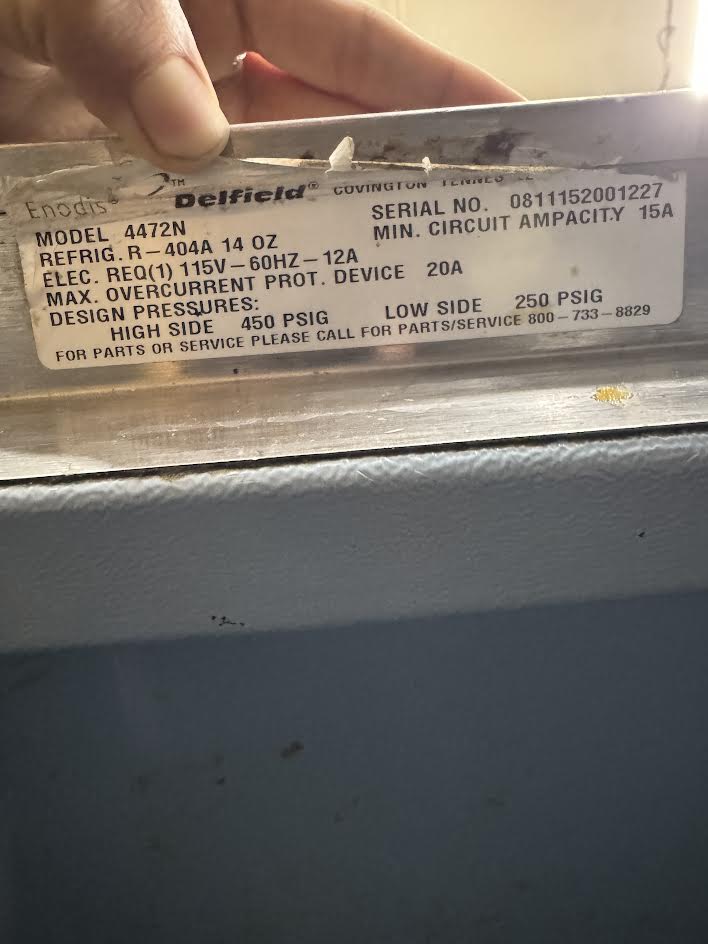 Enodis® ™ Delfield® COVINGTON TENNES
MODEL 4472N SERIAL NO. 0811152001227
REFRIG. R-404A 14 OZ MIN. CIRCUIT AMPACITY 15A
ELEC. REQ(1) 115V-60HZ-12A
MAX. OVERCURRENT PROT. DEVICE 20A
DESIGN PRESSURES:
HIGH SIDE 450 PSIG LOW SIDE 250 PSIG
FOR PARTS OR SERVICE PLEASE CALL FOR PARTS/SERVICE 800-733-8829